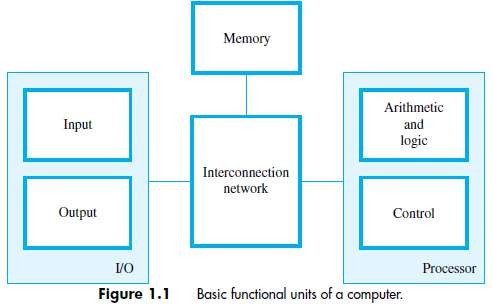 Memory
Input
Output
I/O
Interconnection
network
Arithmetic
and
logic
Control
Processor
Figure 1.1 Basic functional units of a computer.